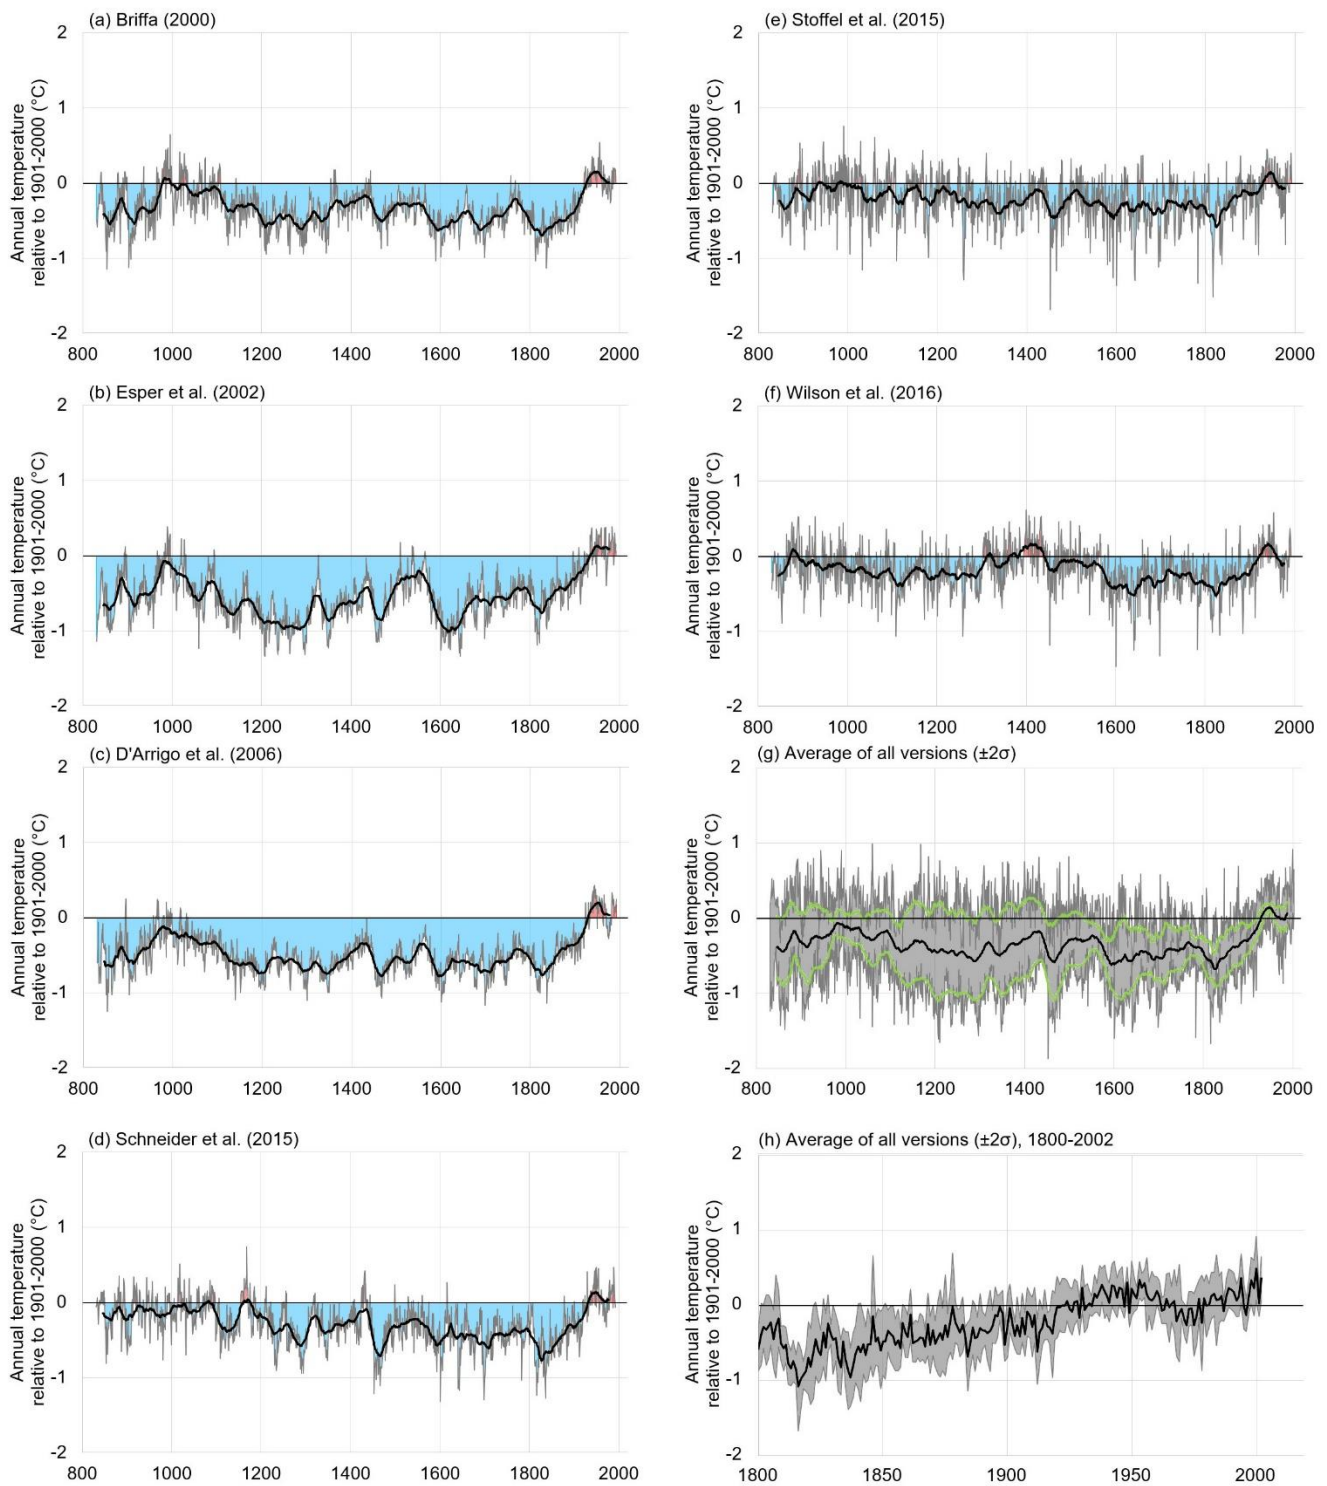 (a) Briffa (2000)
Annual temperature
relative to 1901-2000 (°C)
2
1
0
-1
-2
800 1000 1200 1400 1600 1800 2000
(b) Esper et al. (2002)
Annual temperature
relative to 1901-2000 (°C)
2
1
0
-1
-2
800 1000 1200 1400 1600 1800 2000
(c) D'Arrigo et al. (2006)
Annual temperature
relative to 1901-2000 (°C)
2
1
0
-1
-2
800 1000 1200 1400 1600 1800 2000
(d) Schneider et al. (2015)
Annual temperature
relative to 1901-2000 (°C)
2
1
0
-1
-2
800 1000 1200 1400 1600 1800 2000
(e) Stoffel et al. (2015)
Annual temperature
relative to 1901-2000 (°C)
2
1
0
-1
-2
800 1000 1200 1400 1600 1800 2000
(f) Wilson et al. (2016)
Annual temperature
relative to 1901-2000 (°C)
2
1
0
-1
-2
800 1000 1200 1400 1600 1800 2000
(g) Average of all versions (±2σ)
Annual temperature
relative to 1901-2000 (°C)
2
1
0
-1
-2
800 1000 1200 1400 1600 1800 2000
(h) Average of all versions (±2σ), 1800-2002
Annual temperature
relative to 1901-2000 (°C)
2
1
0
-1
-2
1800 1850 1900 1950 2000